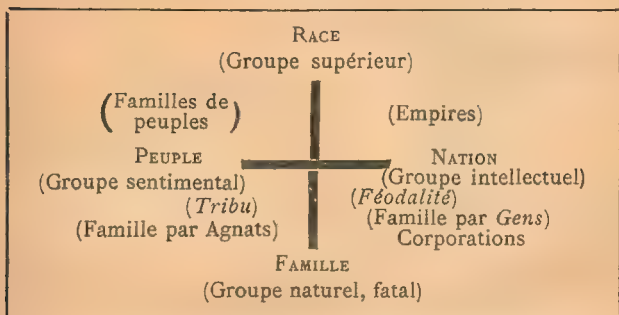 RACE
(Groupe supérieur)
(Familles de peuples)
(Empires)
PEUPLE
(Groupe sentimental)
(Tribu)
(Famille par Agnats)
NATION
(Groupe intellectuel)
(Féodalité)
(Famille par Gens)
Corporations
FAMILLE
(Groupe naturel, fatal)